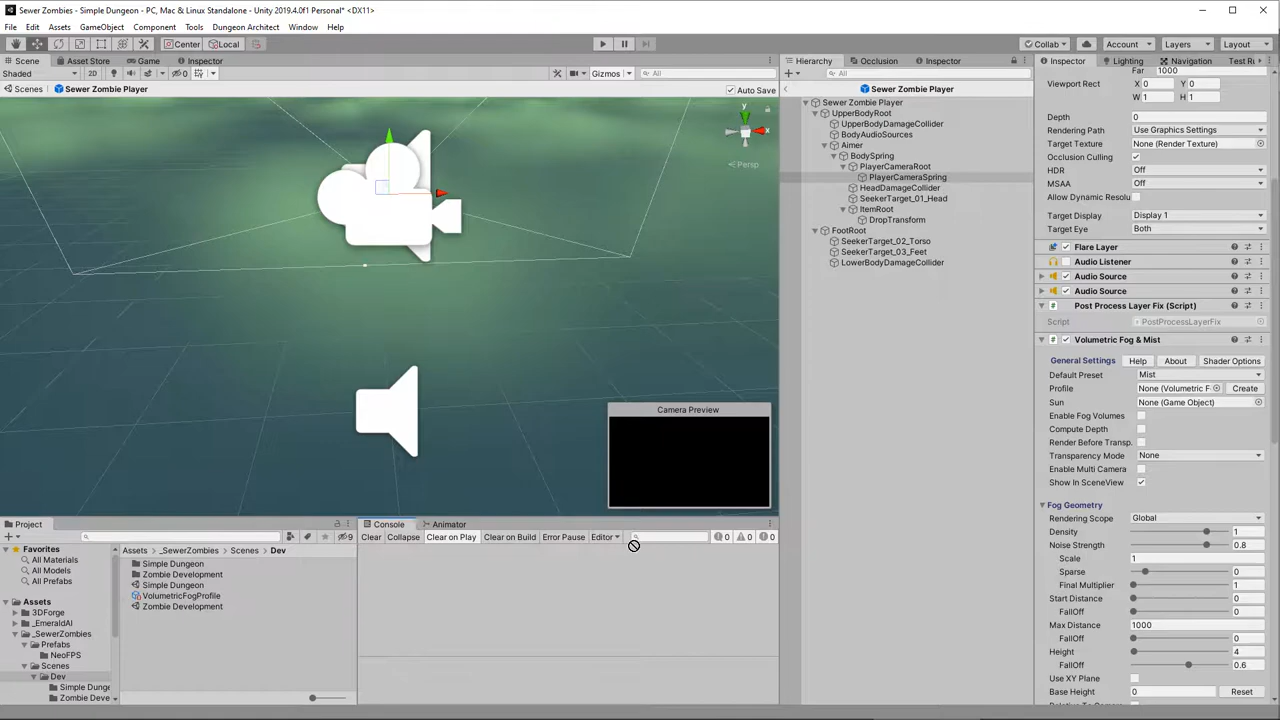 Sewer Zombies - Simple Dungeon - PC, Mac & Linux Standalone - Unity 2019.4.0f1 Personal* <DX11>
File Edit Assets GameObject Component Tools Dungeon Architect Window Help
Center Local Collab Account Layers Layout
Scene Asset Store Game Inspector
Shaded 2D 0 Gizmos All
Scenes Sewer Zombie Player Auto Save
y
x
Persp
Camera Preview
Hierarchy Occlusion Inspector
All
Sewer Zombie Player
Sewer Zombie Player
UpperBodyRoot
UpperBodyDamageCollider
BodyAudioSources
Aimer
BodySpring
PlayerCameraRoot
PlayerCameraSpring
HeadDamageCollider
SeekerTarget_01_Head
ItemRoot
DropTransform
FootRoot
SeekerTarget_02_Torso
SeekerTarget_03_Feet
LowerBodyDamageCollider
Inspector Lighting Navigation Test Ru
Far 1000
Viewport Rect X 0 Y 0
W 1 H 1
Depth 0
Rendering Path Use Graphics Settings
Target Texture None (Render Texture)
Occlusion Culling
HDR Off
MSAA Off
Allow Dynamic Resolu
Target Display Display 1
Target Eye Both
Flare Layer
Audio Listener
Audio Source
Audio Source
Post Process Layer Fix (Script)
Script PostProcessLayerFix
Volumetric Fog & Mist
General Settings Help About Shader Options
Default Preset Mist
Profile None (Volumetric F Create
Sun None (Game Object)
Enable Fog Volumes
Compute Depth
Render Before Transp.
Transparency Mode None
Enable Multi Camera
Show In SceneView
Fog Geometry
Rendering Scope Global
Density 1
Noise Strength 0.8
Scale 1
Sparse 0
Final Multiplier 1
Start Distance 0
FallOff 0
Max Distance 1000
FallOff 0
Height 4
FallOff 0.6
Use XY Plane
Base Height 0 Reset
Project
9
Favorites
All Materials
All Models
All Prefabs
Assets
3DForge
_EmeraldAI
_SewerZombies
Prefabs
NeoFPS
Scenes
Dev
Simple Dunge
Zombie Deve
Assets _SewerZombies Scenes Dev
Simple Dungeon
Zombie Development
Simple Dungeon
VolumetricFogProfile
Zombie Development
Console Animator
Clear Collapse Clear on Play Clear on Build Error Pause Editor 0 0 0